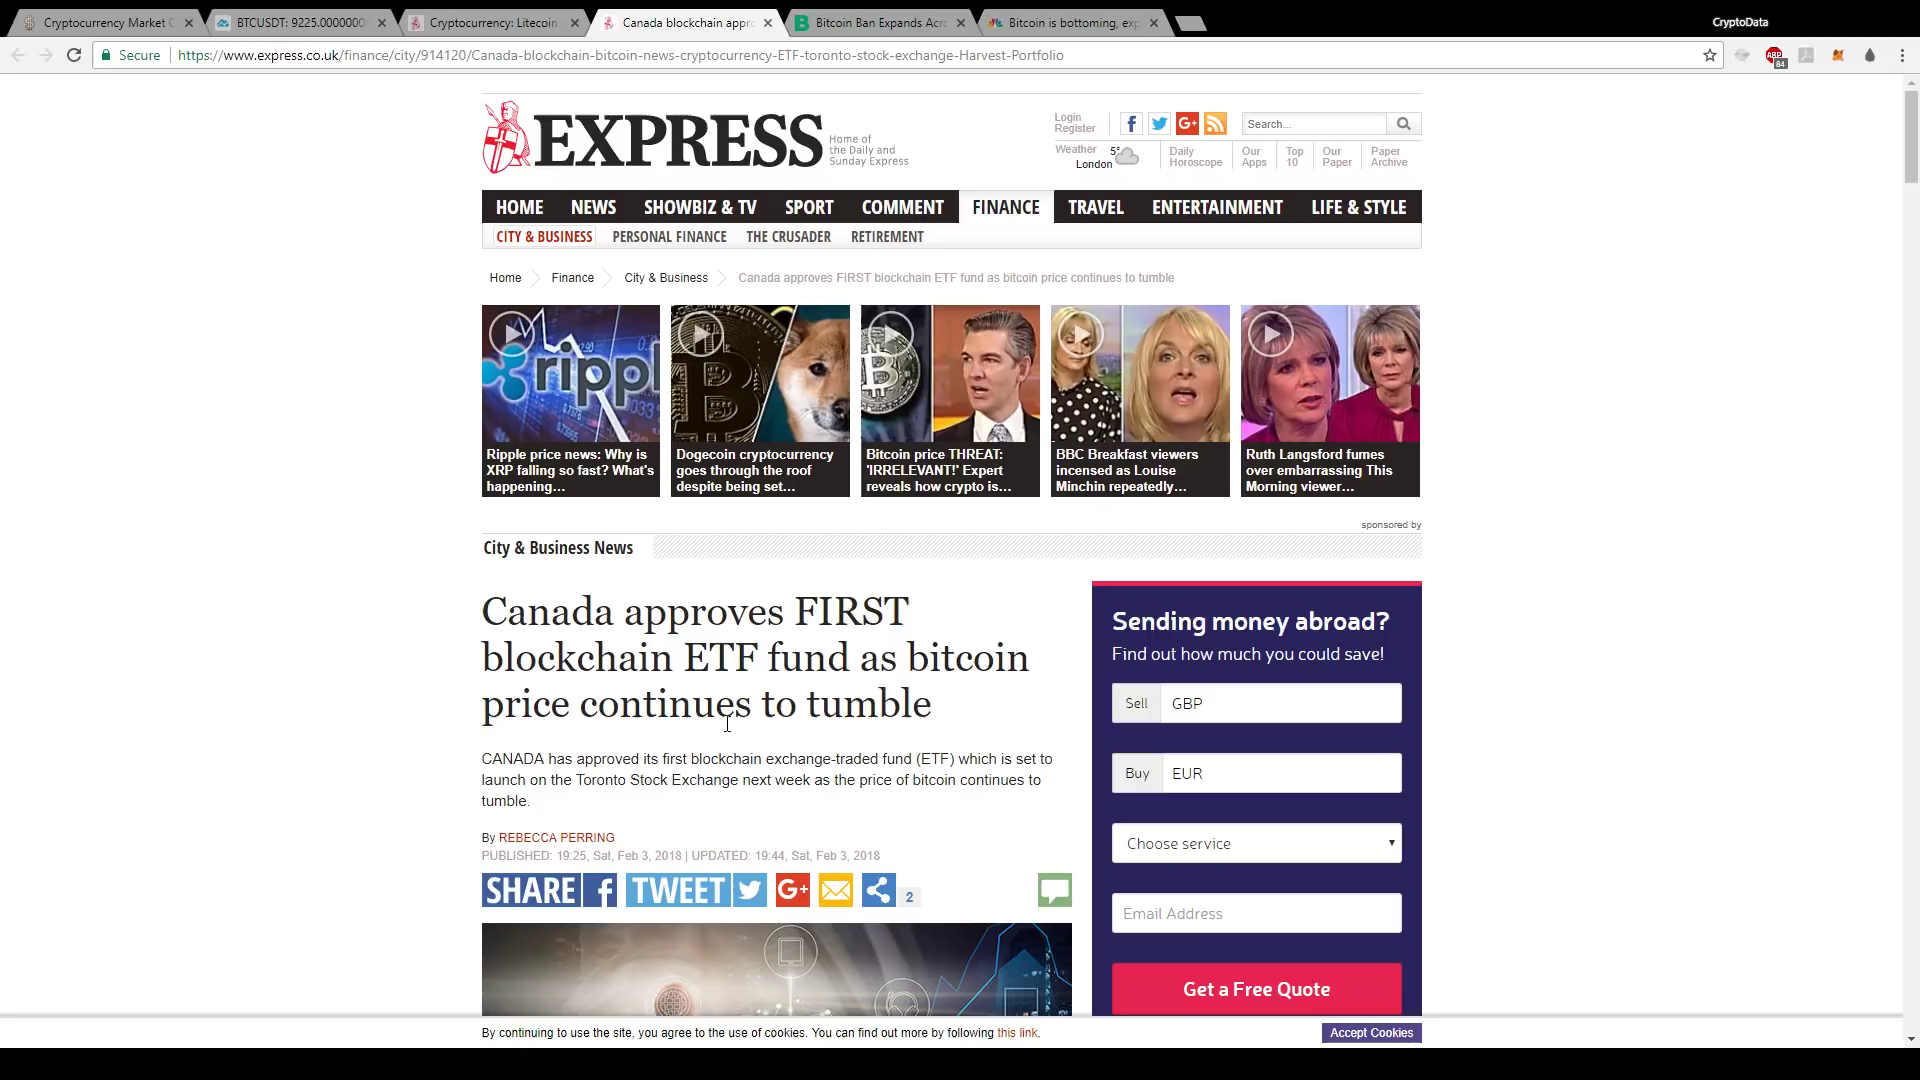 Cryptocurrency Market C
BTCUSDT: 9225.0000000
Cryptocurrency: Litecoin
Canada blockchain appr
Bitcoin Ban Expands Acr
Bitcoin is bottoming, exp
CryptoData
Secure
https://www.express.co.uk/finance/city/914120/Canada-blockchain-bitcoin-news-cryptocurrency-ETF-toronto-stock-exchange-Harvest-Portfolio
ABP
84
EXPRESS
Home of
the Daily and
Sunday Express
Login
Register
f
G+
Search...
Weather
5°
London
Daily
Horoscope
Our
Apps
Top
10
Our
Paper
Paper
Archive
HOME NEWS SHOWBIZ & TV SPORT COMMENT FINANCE TRAVEL ENTERTAINMENT LIFE & STYLE
CITY & BUSINESS PERSONAL FINANCE THE CRUSADER RETIREMENT
Home Finance City & Business Canada approves FIRST blockchain ETF fund as bitcoin price continues to tumble
rippl
Ripple price news: Why is
XRP falling so fast? What's
happening...
Dogecoin cryptocurrency
goes through the roof
despite being set...
Bitcoin price THREAT:
'IRRELEVANT!' Expert
reveals how crypto is...
BBC Breakfast viewers
incensed as Louise
Minchin repeatedly...
Ruth Langsford fumes
over embarrassing This
Morning viewer...
sponsored by
City & Business News
Canada approves FIRST
blockchain ETF fund as bitcoin
price continues to tumble
CANADA has approved its first blockchain exchange-traded fund (ETF) which is set to
launch on the Toronto Stock Exchange next week as the price of bitcoin continues to
tumble.
By REBECCA PERRING
PUBLISHED: 19:25, Sat, Feb 3, 2018 | UPDATED: 19:44, Sat, Feb 3, 2018
SHARE f TWEET G+ 2
Sending money abroad?
Find out how much you could save!
Sell GBP
Buy EUR
Choose service
Email Address
Get a Free Quote
By continuing to use the site, you agree to the use of cookies. You can find out more by following this link.
Accept Cookies